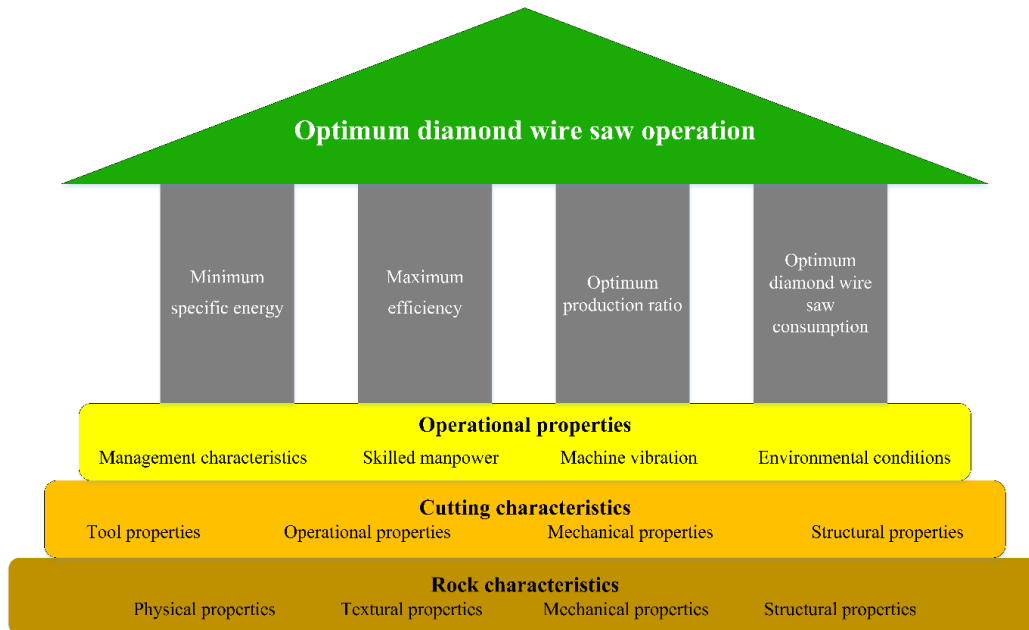 Optimum diamond wire saw operation
Minimum
specific energy
Maximum
efficiency
Optimum
production ratio
Optimum
diamond wire
saw
consumption
Operational properties
Management characteristics Skilled manpower Machine vibration Environmental conditions
Cutting characteristics
Tool properties Operational properties Mechanical properties Structural properties
Rock characteristics
Physical properties Textural properties Mechanical properties Structural properties